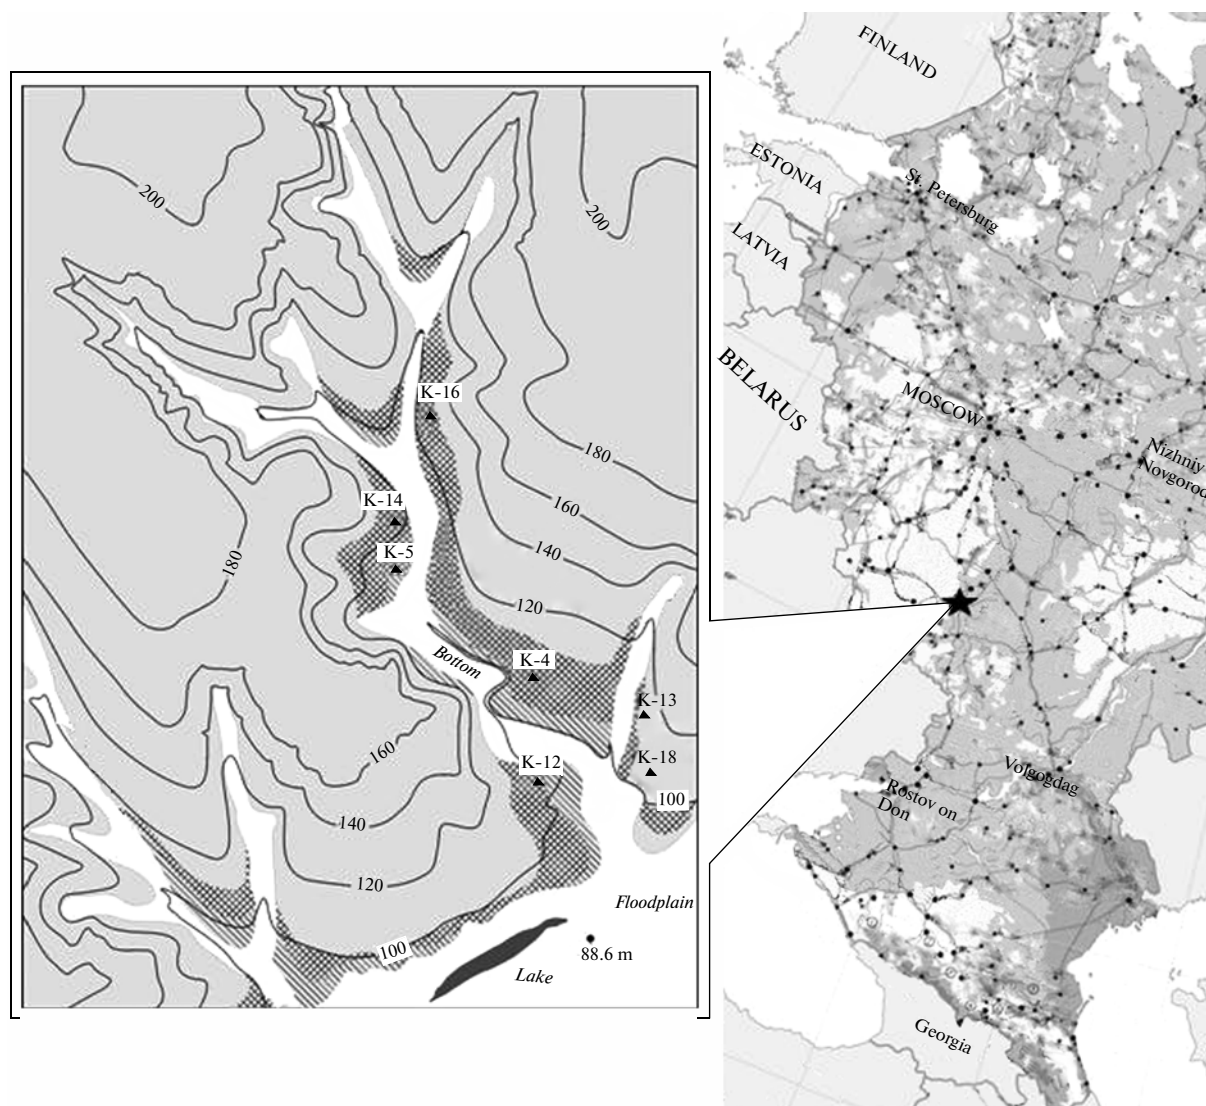 200
200
180
160
140
120
180
160
140
120
100
100
K-16
K-14
K-5
K-4
K-13
K-18
K-12
Bottom
Floodplain
88.6 m
Lake
FINLAND
ESTONIA
St. Petersburg
LATVIA
BELARUS
MOSCOW
Nizhniy
Novgorod
Volgogdag
Rostov on
Don
Georgia